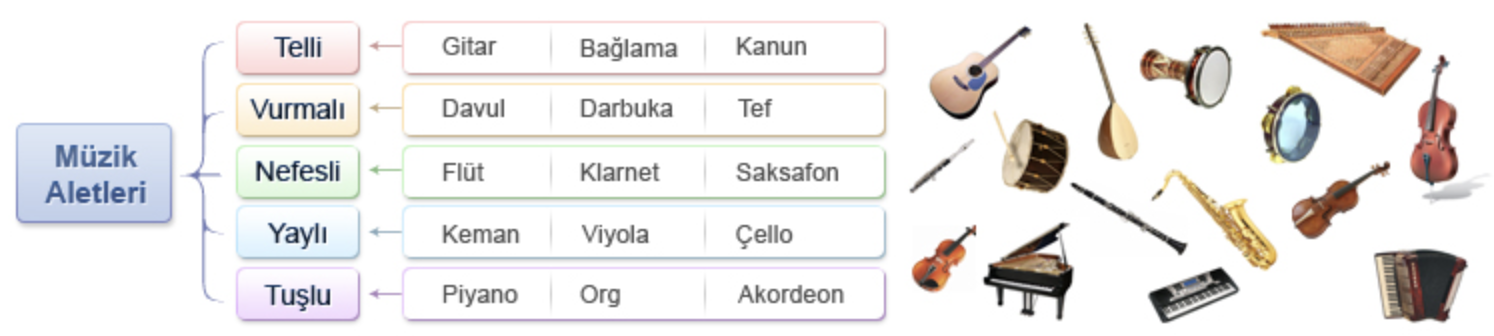 Müzik
Aletleri
Telli
Gitar Bağlama Kanun
Vurmalı
Davul Darbuka Tef
Nefesli
Flüt Klarnet Saksafon
Yaylı
Keman Viyola Çello
Tuşlu
Piyano Org Akordeon